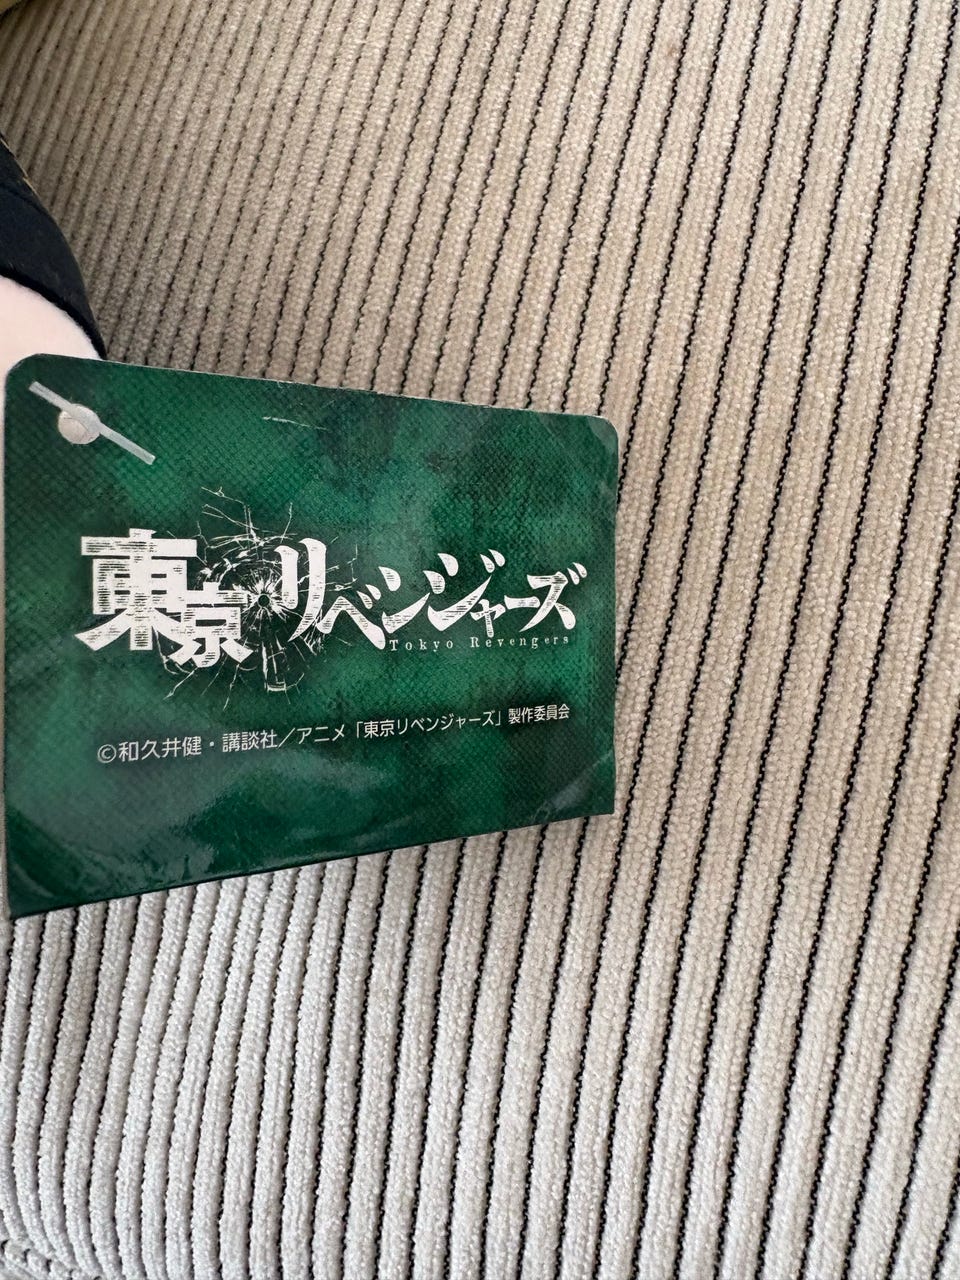 東京リベンジャーズ
Tokyo Revengers
©和久井健・講談社／アニメ「東京リベンジャーズ」製作委員会